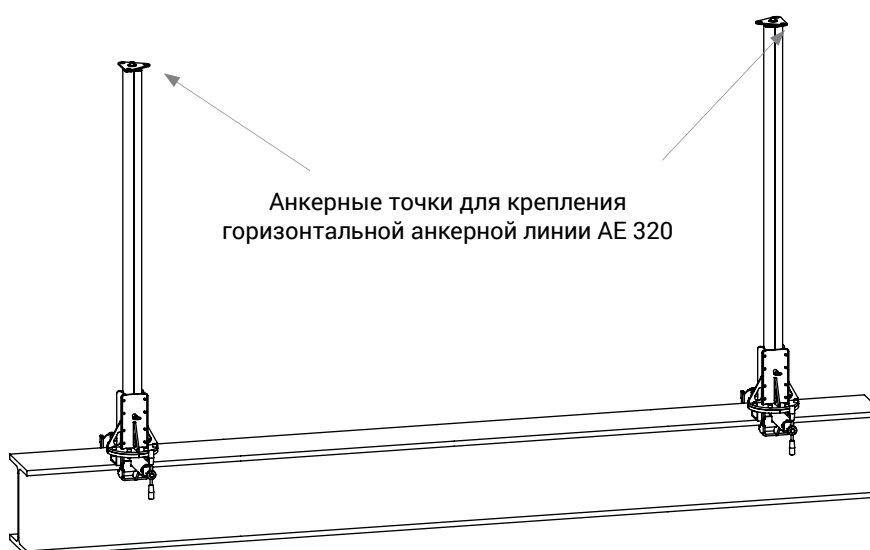 Анкерные точки для крепления
горизонтальной анкерной линии АЕ 320